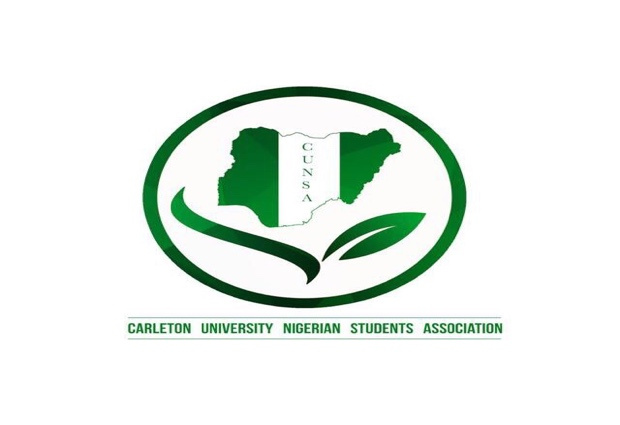 CUNSA
CARLETON UNIVERSITY NIGERIAN STUDENTS ASSOCIATION